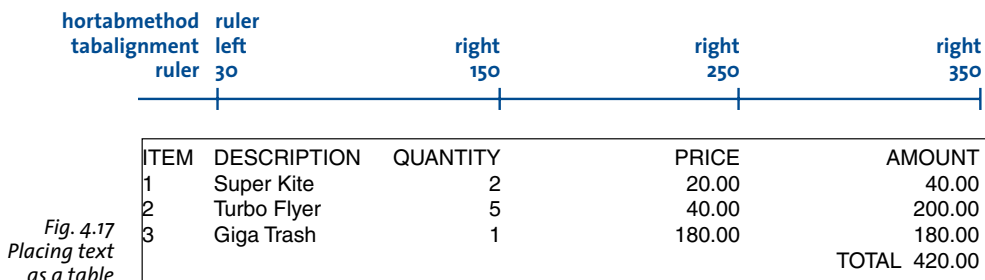 hortabmethod ruler
tabalignment left right right right
ruler 30 150 250 350
ITEM DESCRIPTION QUANTITY PRICE AMOUNT
1 Super Kite 2 20.00 40.00
2 Turbo Flyer 5 40.00 200.00
3 Giga Trash 1 180.00 180.00
TOTAL 420.00
Fig. 4.17
Placing text
as a table